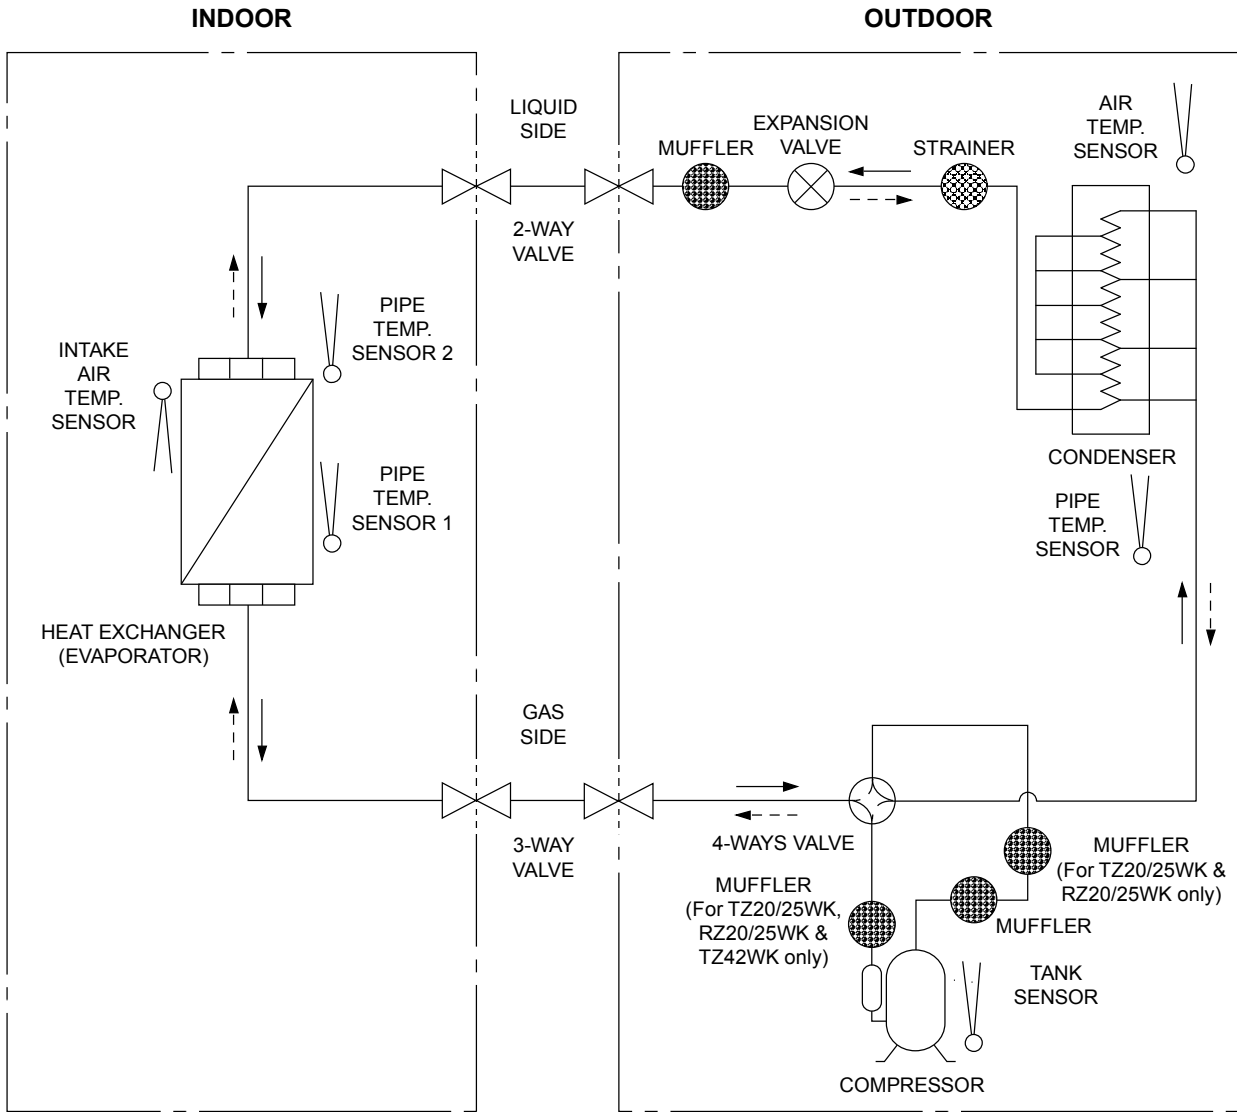 INDOOR
OUTDOOR
LIQUID
SIDE
MUFFLER
EXPANSION
VALVE
STRAINER
AIR
TEMP.
SENSOR
2-WAY
VALVE
PIPE
TEMP.
SENSOR 2
INTAKE
AIR
TEMP.
SENSOR
PIPE
TEMP.
SENSOR 1
CONDENSER
PIPE
TEMP.
SENSOR
HEAT EXCHANGER
(EVAPORATOR)
GAS
SIDE
3-WAY
VALVE
4-WAYS VALVE
MUFFLER
(For TZ20/25WK &
RZ20/25WK only)
MUFFLER
(For TZ20/25WK,
RZ20/25WK &
TZ42WK only)
MUFFLER
TANK
SENSOR
COMPRESSOR